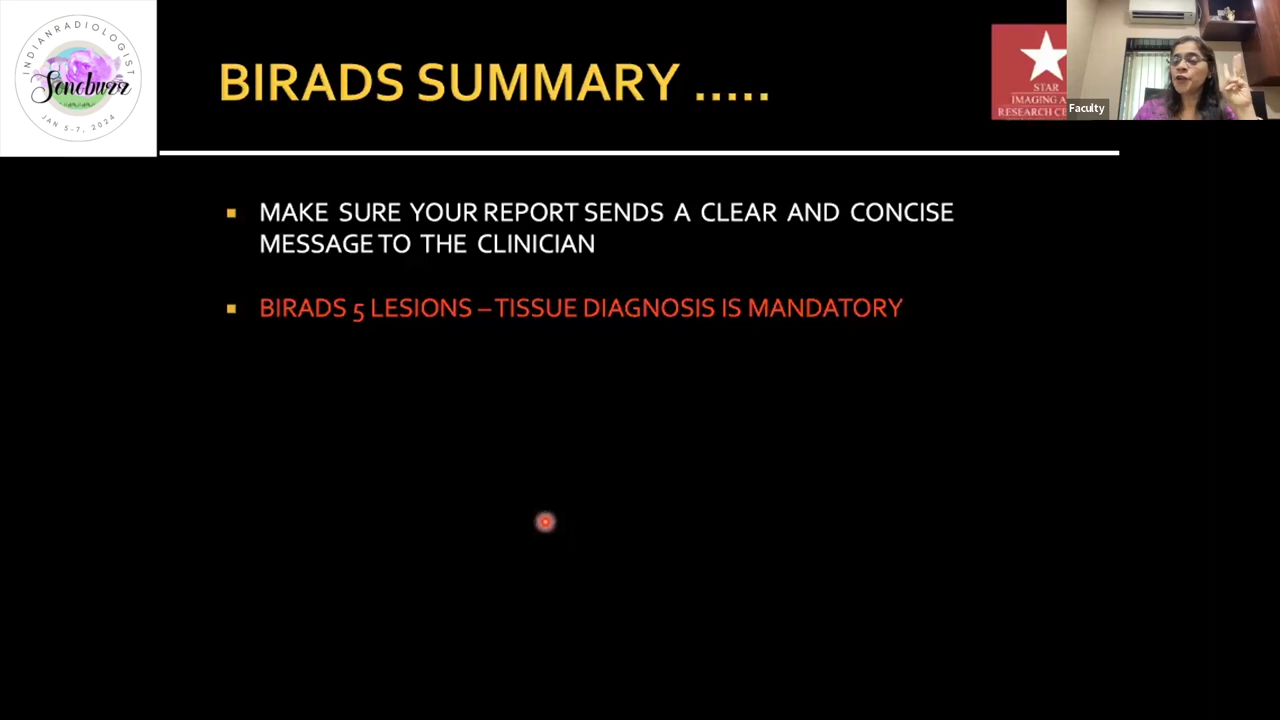 INDIANRADIOLOGIST
Sonobuzz
JAN 5-7, 2024
BIRADS SUMMARY .....
STAR
IMAGING A
RESEARCH CE
Faculty
MAKE SURE YOUR REPORT SENDS A CLEAR AND CONCISE
MESSAGE TO THE CLINICIAN
BIRADS 5 LESIONS – TISSUE DIAGNOSIS IS MANDATORY